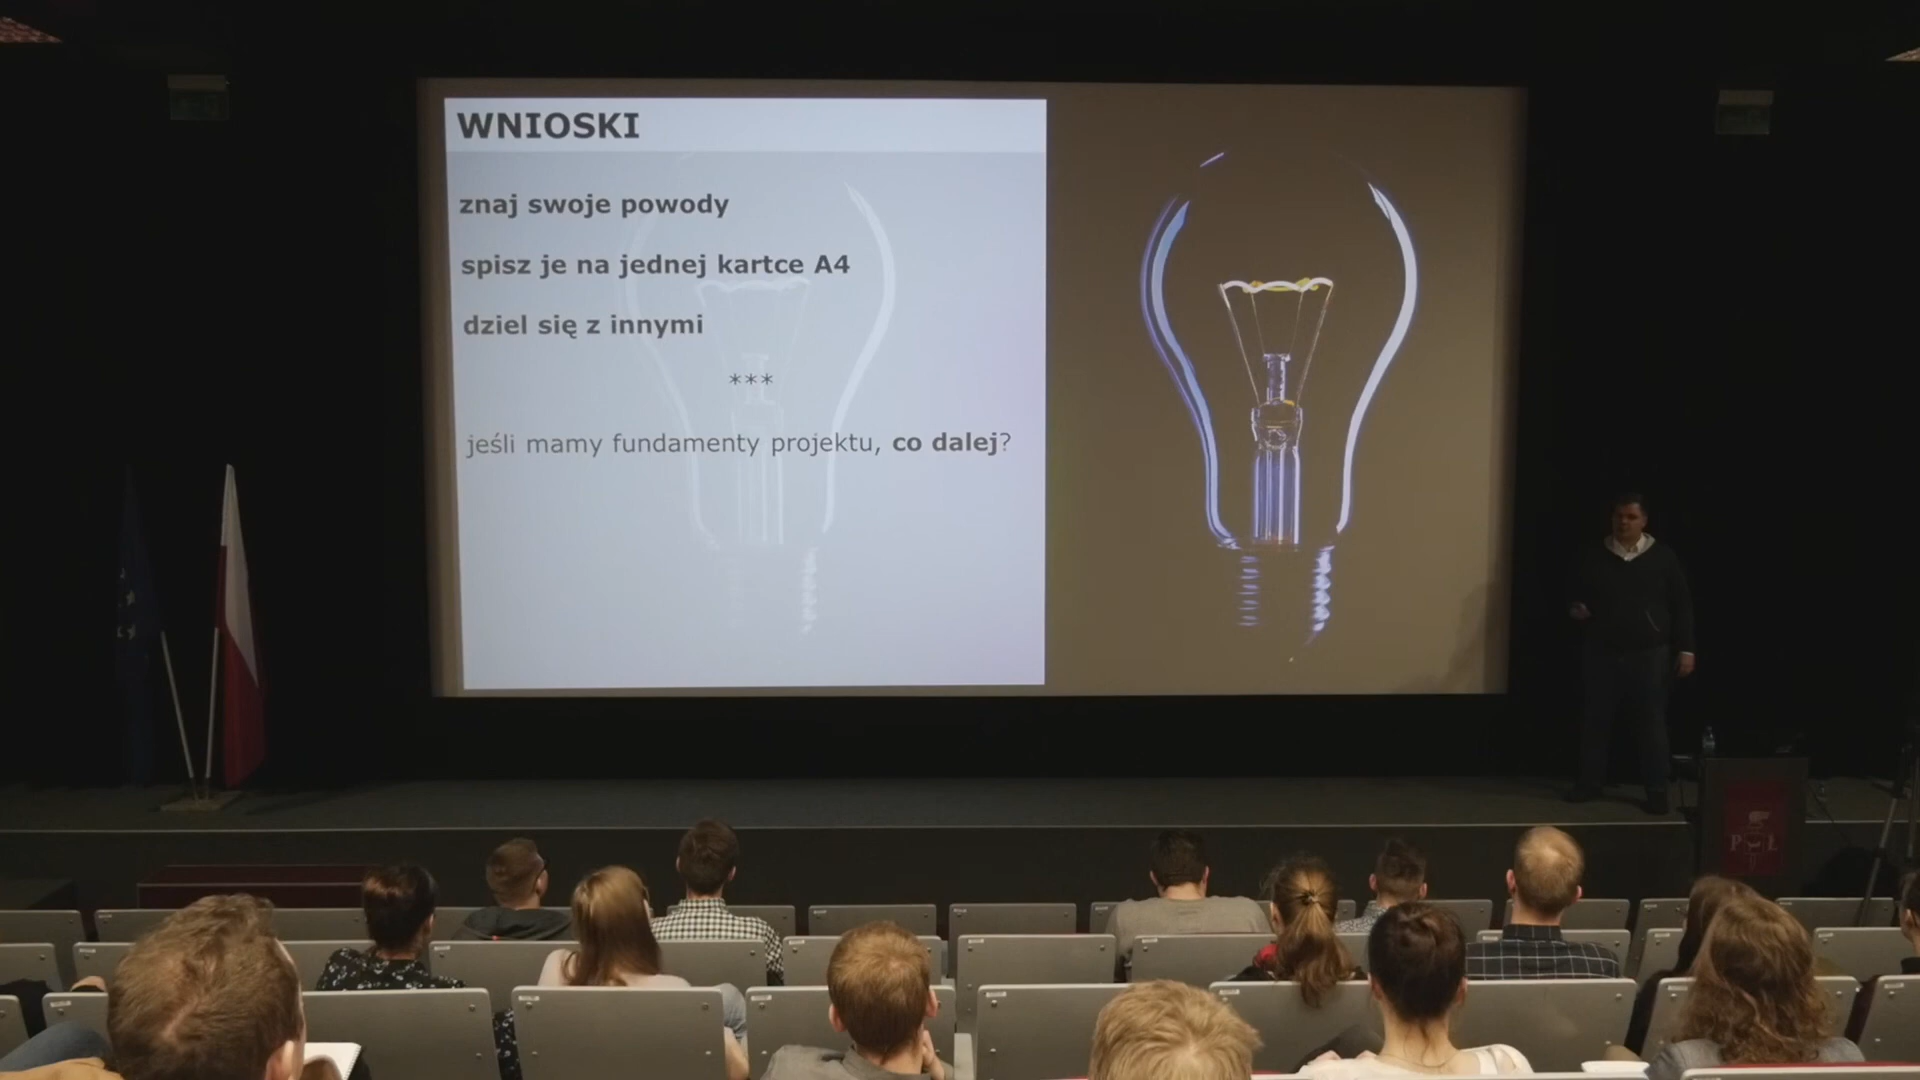 WNIOSKI
znaj swoje powody
spisz je na jednej kartce A4
dziel się z innymi
***
jeśli mamy fundamenty projektu, co dalej?
P Ł